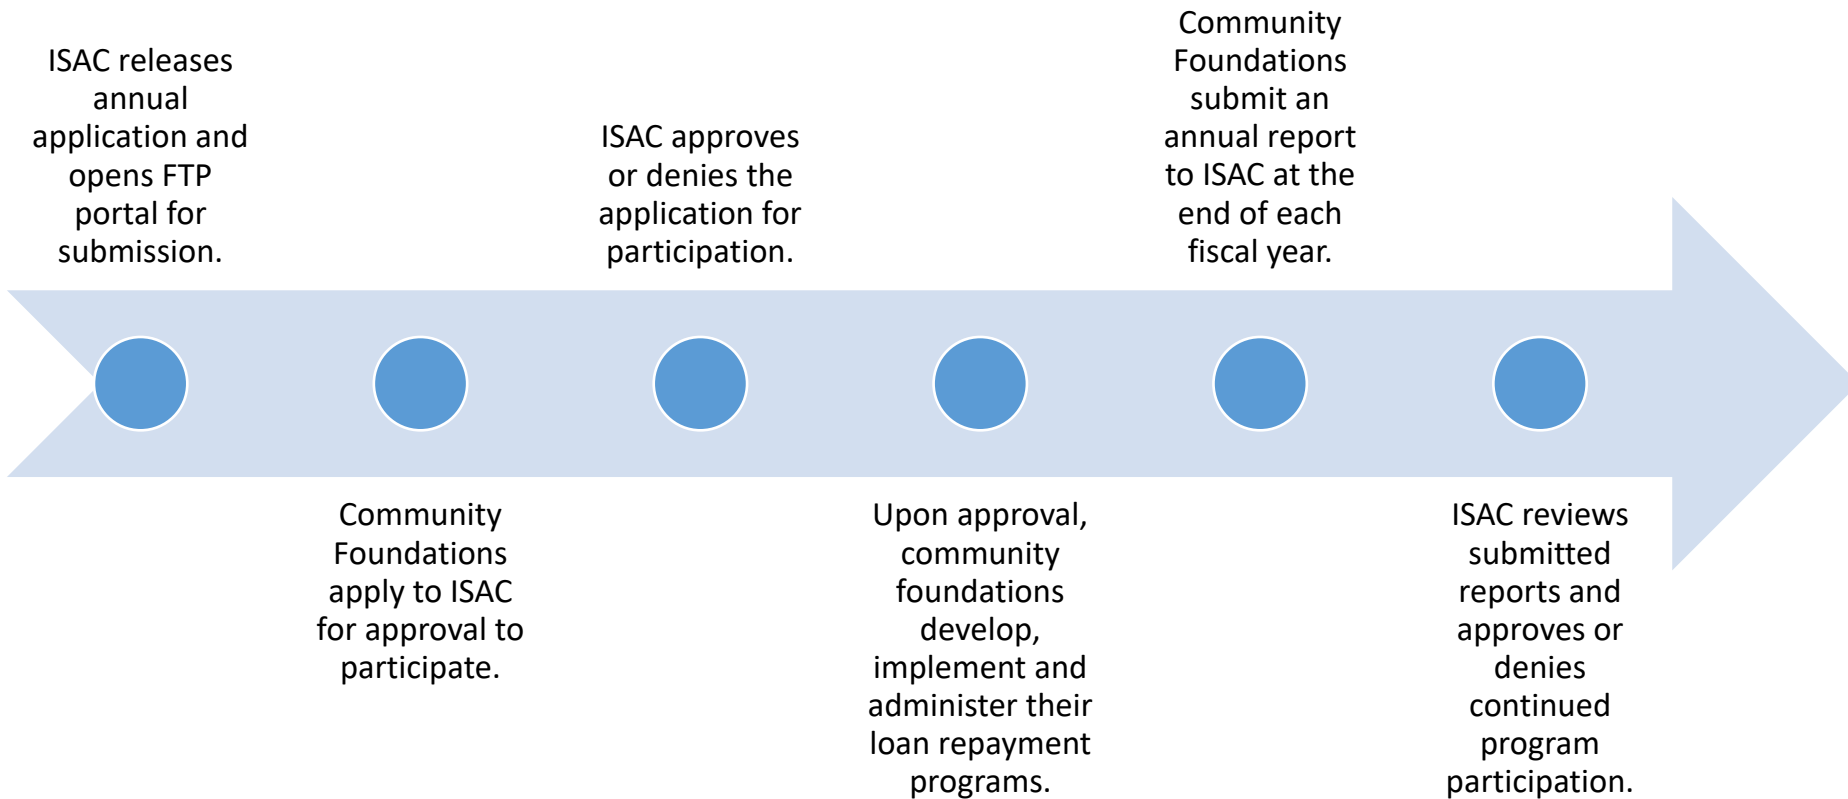 ISAC releases
annual
application and
opens FTP
portal for
submission.
Community
Foundations
apply to ISAC
for approval to
participate.
ISAC approves
or denies the
application for
participation.
Upon approval,
community
foundations
develop,
implement and
administer their
loan repayment
programs.
Community
Foundations
submit an
annual report
to ISAC at the
end of each
fiscal year.
ISAC reviews
submitted
reports and
approves or
denies
continued
program
participation.